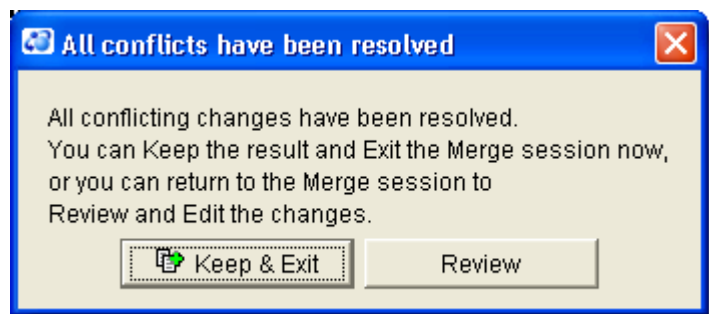 All conflicts have been resolved
All conflicting changes have been resolved.
You can Keep the result and Exit the Merge session now,
or you can return to the Merge session to
Review and Edit the changes.
Keep & Exit
Review